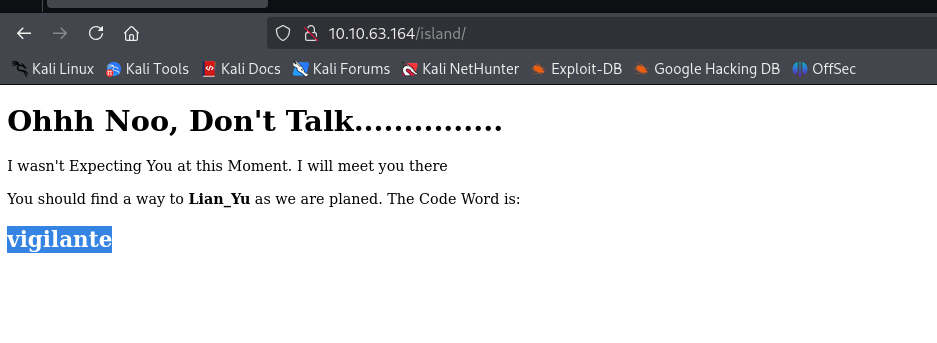 10.10.63.164/island/
Kali Linux Kali Tools Kali Docs Kali Forums Kali NetHunter Exploit-DB Google Hacking DB OffSec
Ohhh Noo, Don't Talk...............
I wasn't Expecting You at this Moment. I will meet you there
You should find a way to Lian_Yu as we are planed. The Code Word is:
vigilante